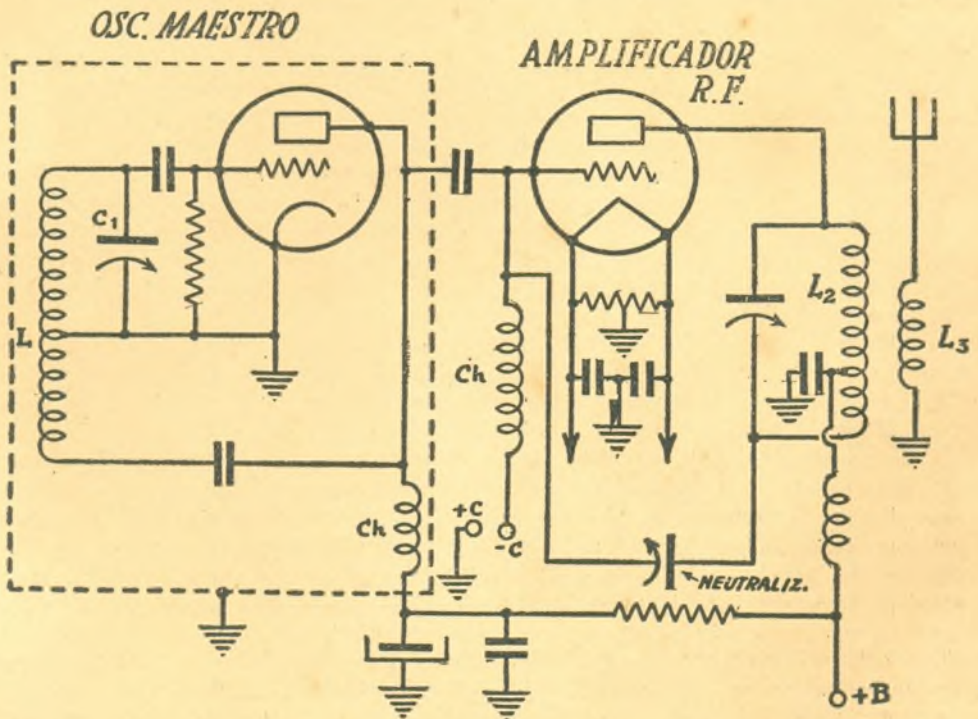 OSC. MAESTRO
AMPLIFICADOR
R.F.
C1
L
L2
L3
Ch
Ch
+C
-C
NEUTRALIZ.
+B